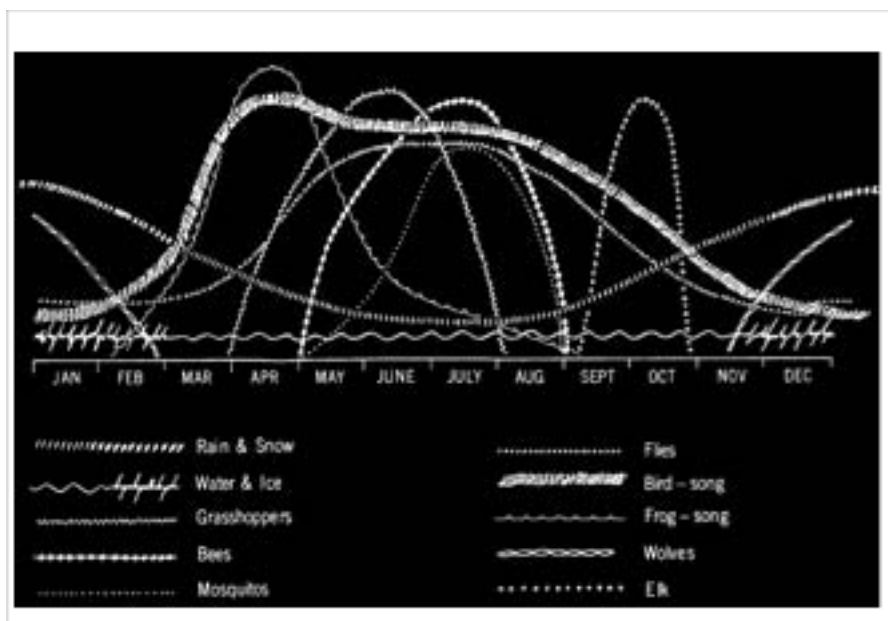 JAN FEB MAR APR MAY JUNE JULY AUG SEPT OCT NOV DEC
Rain & Snow
Water & Ice
Grasshoppers
Bees
Mosquitos
Flies
Bird-song
Frog-song
Wolves
Elk